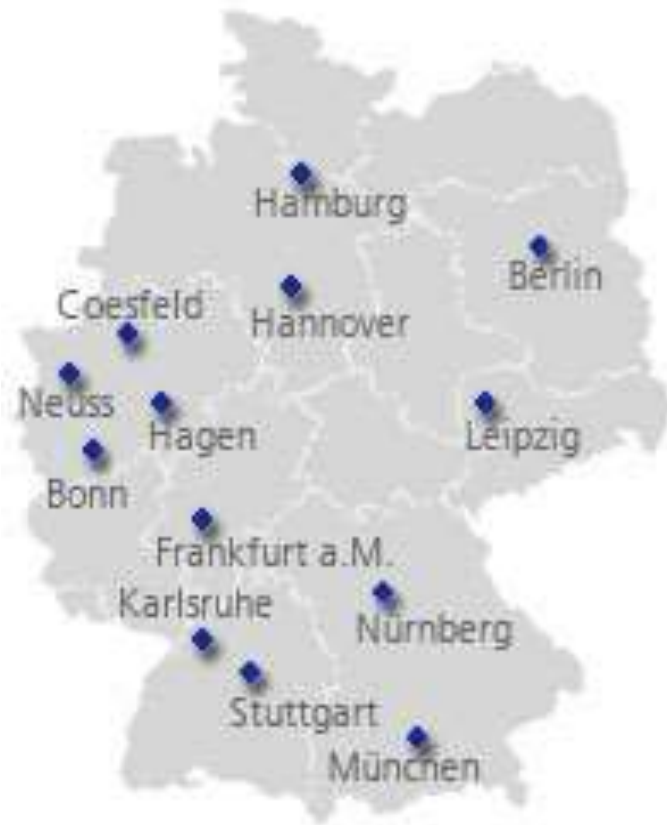 Hamburg
Berlin
Coesfeld
Hannover
Neuss
Hagen
Leipzig
Bonn
Frankfurt a.M.
Karlsruhe
Nürnberg
Stuttgart
München